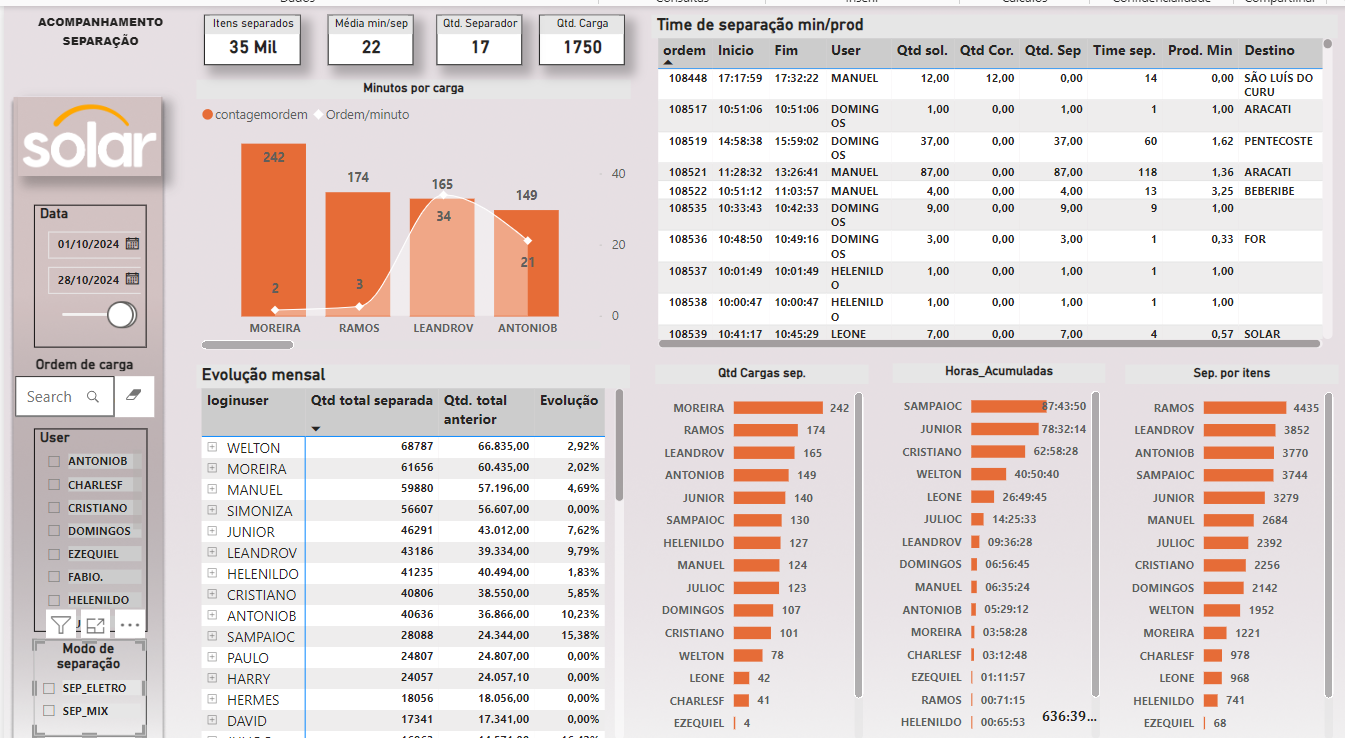 Dados
Consultas
Inserir
Cálculos
Confidencialidade
Compartilhar
ACOMPANHAMENTO
SEPARAÇÃO
solar
Data
01/10/2024
28/10/2024
Ordem de carga
Search
User
ANTONIOB
CHARLESF
CRISTIANO
DOMINGOS
EZEQUIEL
FABIO.
HELENILDO
Modo de
separação
SEP_ELETRO
SEP_MIX
Itens separados
35 Mil
Média min/sep
22
Qtd. Separador
17
Qtd. Carga
1750
Minutos por carga
contagemordem Ordem/minuto
242
174
165
149
34
21
2
3
40
20
0
MOREIRA RAMOS LEANDROV ANTONIOB
Time de separação min/prod
ordem Inicio Fim User Qtd sol. Qtd Cor. Qtd. Sep Time sep. Prod. Min Destino
108448 17:17:59 17:32:22 MANUEL 12,00 12,00 0,00 14 0,00 SÃO LUÍS DO
CURU
108517 10:51:06 10:51:06 DOMING 1,00 0,00 1,00 1 1,00 ARACATI
OS
108519 14:58:38 15:59:02 DOMING 37,00 0,00 37,00 60 1,62 PENTECOSTE
OS
108521 11:28:32 13:26:41 MANUEL 87,00 0,00 87,00 118 1,36 ARACATI
108522 10:51:12 11:03:57 MANUEL 4,00 0,00 4,00 13 3,25 BEBERIBE
108535 10:33:43 10:42:33 DOMING 9,00 0,00 9,00 9 1,00
OS
108536 10:48:50 10:49:16 DOMING 3,00 0,00 3,00 1 0,33 FOR
OS
108537 10:01:49 10:01:49 HELENILD 1,00 0,00 1,00 1 1,00
O
108538 10:00:47 10:00:47 HELENILD 1,00 0,00 1,00 1 1,00
O
108539 10:41:17 10:45:29 LEONE 7,00 0,00 7,00 4 0,57 SOLAR
Evolução mensal
loginuser Qtd total separada Qtd. total
anterior Evolução
WELTON 68787 66.835,00 2,92%
MOREIRA 61656 60.435,00 2,02%
MANUEL 59880 57.196,00 4,69%
SIMONIZA 56607 56.607,00 0,00%
JUNIOR 46291 43.012,00 7,62%
LEANDROV 43186 39.334,00 9,79%
HELENILDO 41235 40.494,00 1,83%
CRISTIANO 40806 38.550,00 5,85%
ANTONIOB 40636 36.866,00 10,23%
SAMPAIOC 28088 24.344,00 15,38%
PAULO 24807 24.807,00 0,00%
HARRY 24057 24.057,10 0,00%
HERMES 18056 18.056,00 0,00%
DAVID 17341 17.341,00 0,00%
Qtd Cargas sep.
MOREIRA 242
RAMOS 174
LEANDROV 165
ANTONIOB 149
JUNIOR 140
SAMPAIOC 130
HELENILDO 127
MANUEL 124
JULIOC 123
DOMINGOS 107
CRISTIANO 101
WELTON 78
LEONE 42
CHARLESF 41
EZEQUIEL 4
Horas_Acumuladas
SAMPAIOC 87:43:50
JUNIOR 78:32:14
CRISTIANO 62:58:28
WELTON 40:50:40
LEONE 26:49:45
JULIOC 14:25:33
LEANDROV 09:36:28
DOMINGOS 06:56:45
MANUEL 06:35:24
ANTONIOB 05:29:12
MOREIRA 03:58:28
CHARLESF 03:12:48
EZEQUIEL 01:11:57
RAMOS 00:71:15
HELENILDO 00:65:53
636:39...
Sep. por itens
RAMOS 4435
LEANDROV 3852
ANTONIOB 3770
SAMPAIOC 3744
JUNIOR 3279
MANUEL 2684
JULIOC 2392
CRISTIANO 2256
DOMINGOS 2142
WELTON 1952
MOREIRA 1221
CHARLESF 978
LEONE 968
HELENILDO 741
EZEQUIEL 68